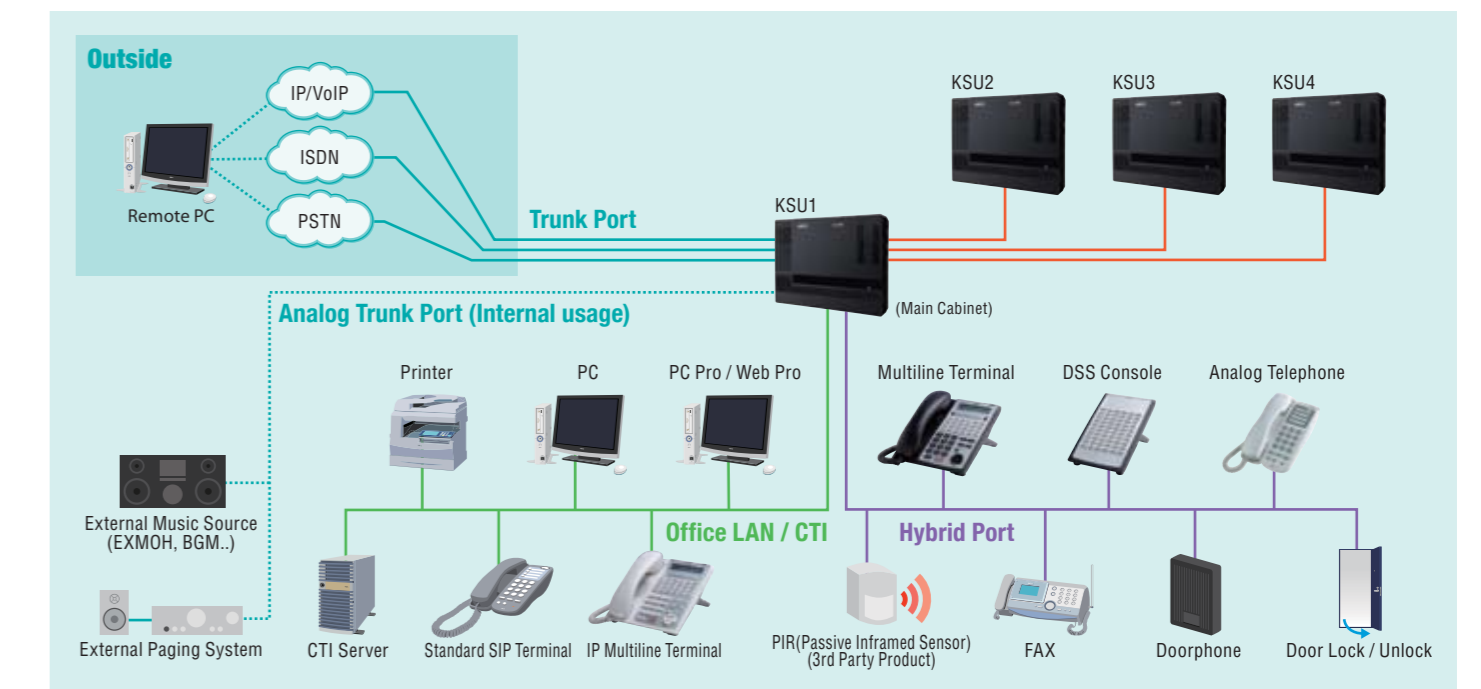 Outside
IP/VoIP
ISDN
PSTN
Remote PC
Trunk Port
KSU1
(Main Cabinet)
KSU2
KSU3
KSU4
Analog Trunk Port (Internal usage)
Printer
PC
PC Pro / Web Pro
Multiline Terminal
DSS Console
Analog Telephone
External Music Source
(EXMOH, BGM..)
Office LAN / CTI
Hybrid Port
External Paging System
CTI Server
Standard SIP Terminal
IP Multiline Terminal
PIR(Passive Inframed Sensor)
(3rd Party Product)
FAX
Doorphone
Door Lock / Unlock